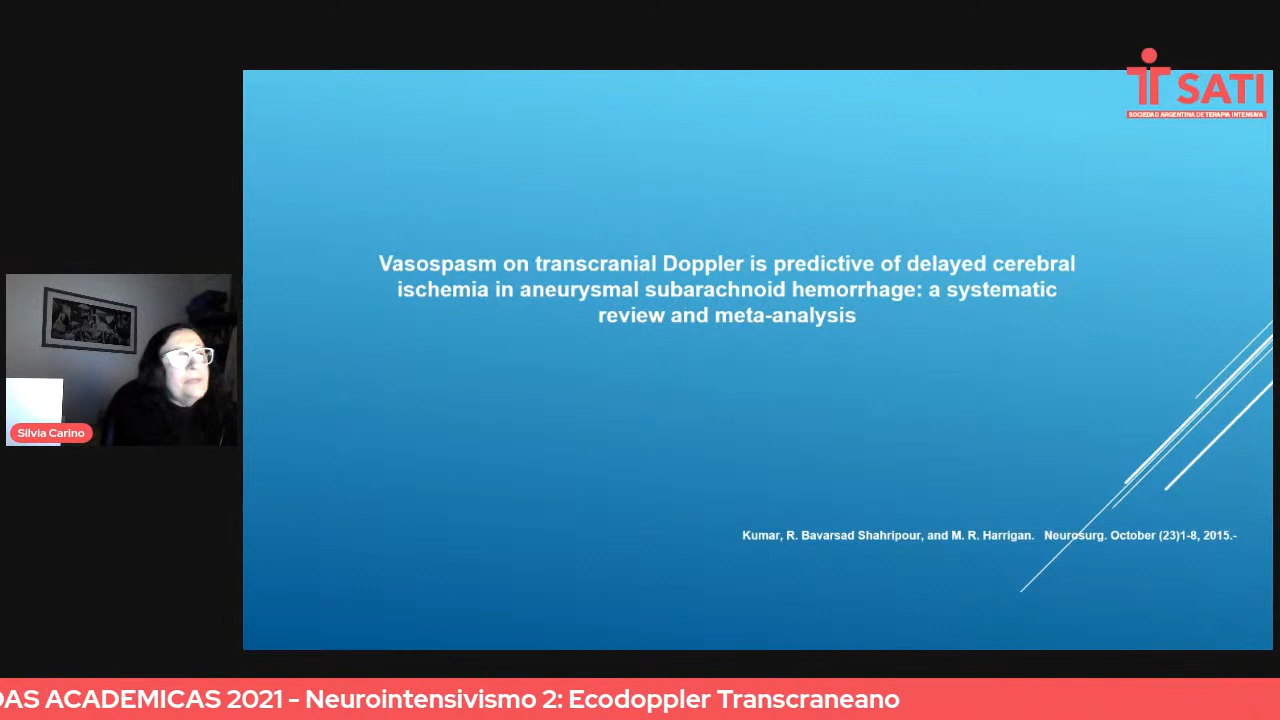 SATI
SOCIEDAD ARGENTINA DE TERAPIA INTENSIVA
Vasospasm on transcranial Doppler is predictive of delayed cerebral
ischemia in aneurysmal subarachnoid hemorrhage: a systematic
review and meta-analysis
Silvia Carino
Kumar, R. Bavarsad Shahripour, and M. R. Harrigan. Neurosurg. October (23)1-8, 2015.-
DAS ACADEMICAS 2021 - Neurointensivismo 2: Ecodoppler Transcraneano